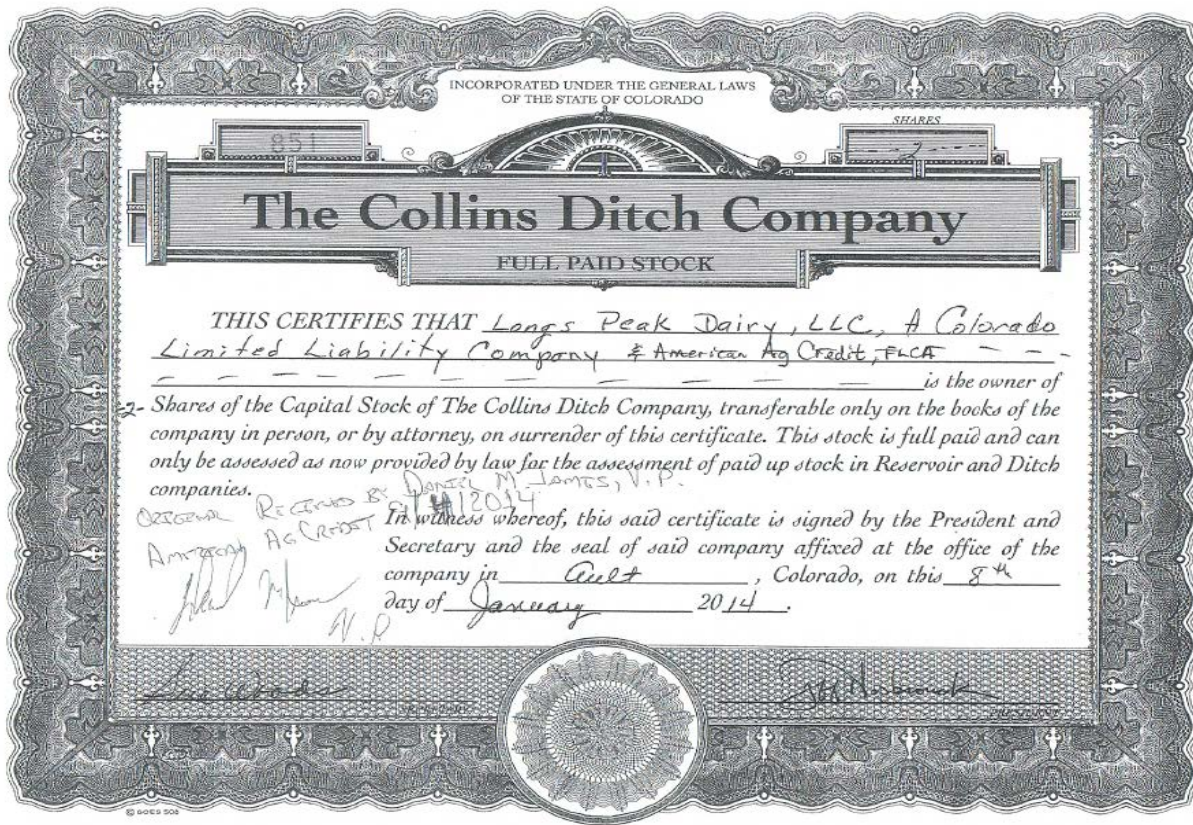 INCORPORATED UNDER THE GENERAL LAWS
OF THE STATE OF COLORADO
851
SHARES
- - - - 2 - - - -
The Collins Ditch Company
FULL PAID STOCK
THIS CERTIFIES THAT Longs Peak Dairy, LLC, A Colorado
Limited Liability Company & American Ag Credit, FLCA — — –
— — — — — — — — — — is the owner of
-2- Shares of the Capital Stock of The Collins Ditch Company, transferable only on the books of the
company in person, or by attorney, on surrender of this certificate. This stock is full paid and can
only be assessed as now provided by law for the assessment of paid up stock in Reservoir and Ditch
companies.
ORIGINAL RECEIVED BY DANIEL M. JAMES, V.P.
AMERICAN AG CREDIT 2014
In witness whereof, this said certificate is signed by the President and
Secretary and the seal of said company affixed at the office of the
company in Ault, Colorado, on this 8th
day of January 2014.
V.P.
Woods
SECRETARY
PRESIDENT
© GOES 508